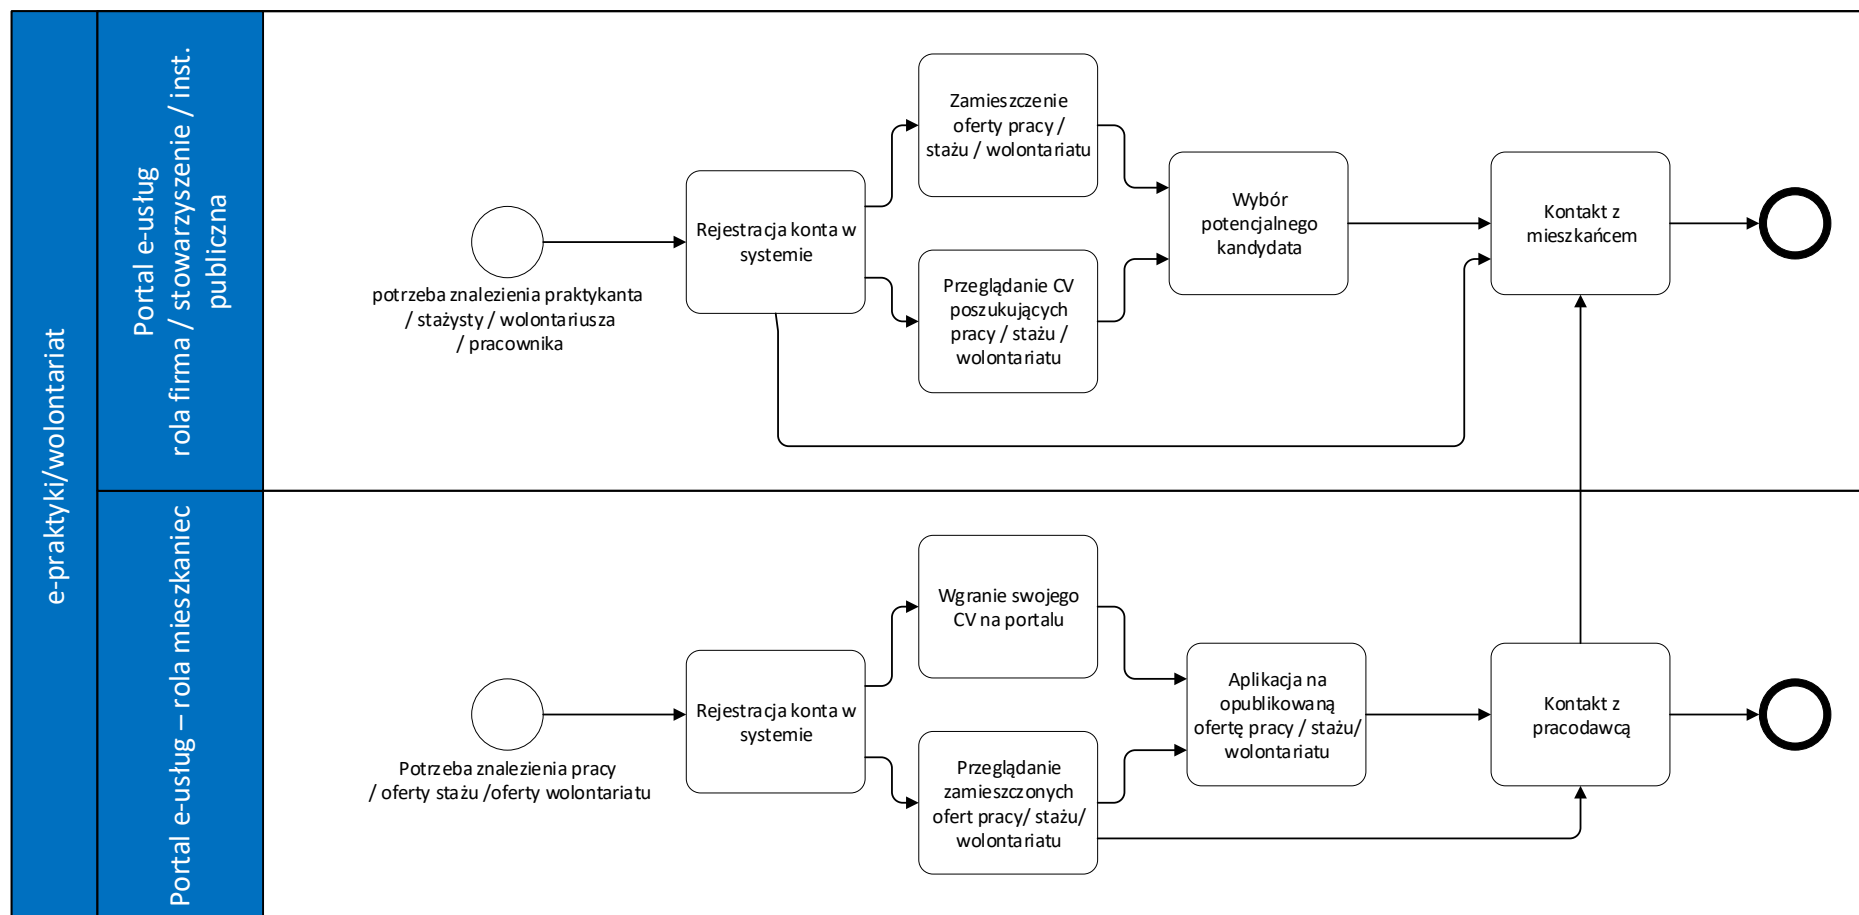 e-praktyki/wolontariat
Portal e-usług
rola firma / stowarzyszenie / inst.
publiczna
potrzeba znalezienia praktykanta
/ stażysty / wolontariusza
/ pracownika
Rejestracja konta w
systemie
Zamieszczenie
oferty pracy /
stażu / wolontariatu
Przeglądanie CV
poszukujących
pracy / stażu /
wolontariatu
Wybór
potencjalnego
kandydata
Kontakt z
mieszkańcem
Portal e-usług – rola mieszkaniec
Potrzeba znalezienia pracy
/ oferty stażu /oferty wolontariatu
Rejestracja konta w
systemie
Wgranie swojego
CV na portalu
Przeglądanie
zamieszczonych
ofert pracy/ stażu/
wolontariatu
Aplikacja na
opublikowaną
ofertę pracy / stażu/
wolontariatu
Kontakt z
pracodawcą